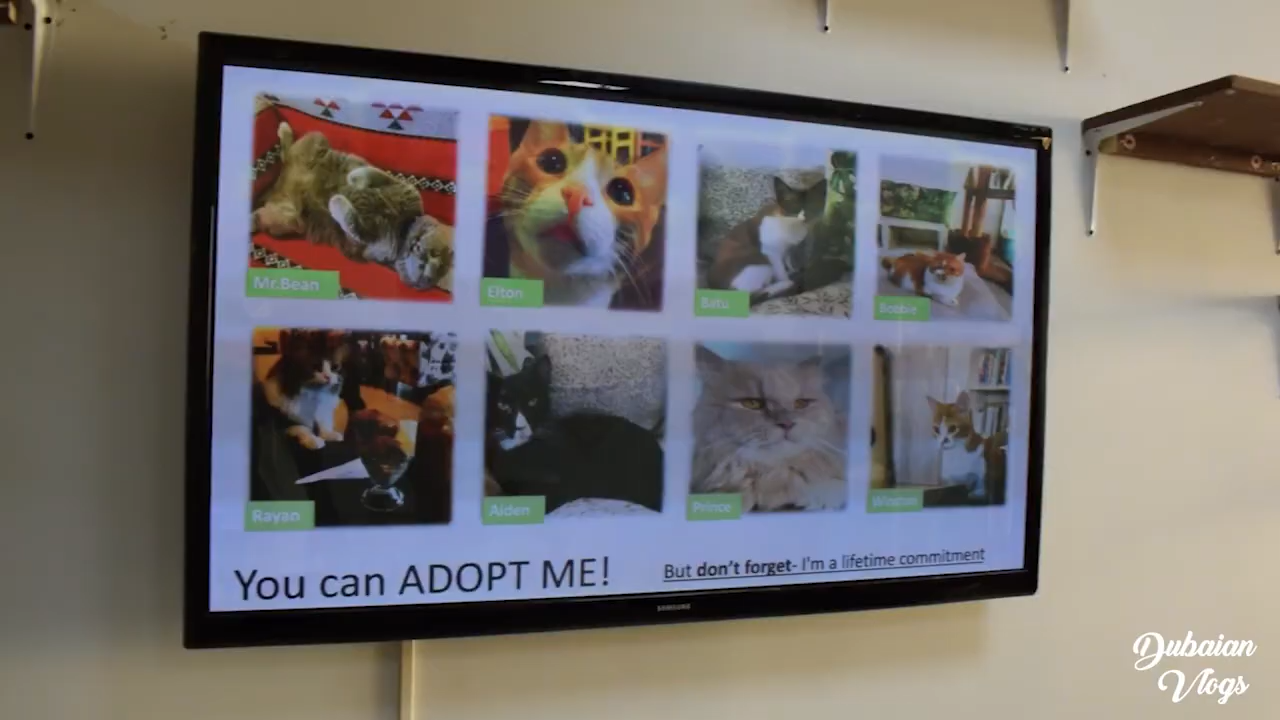 Mr.Bean
Elton
Batu
Bobbie
Rayan
Aiden
Prince
Winston
You can ADOPT ME!
But don't forget- I'm a lifetime commitment
SAMSUNG
Dubaian
Vlogs